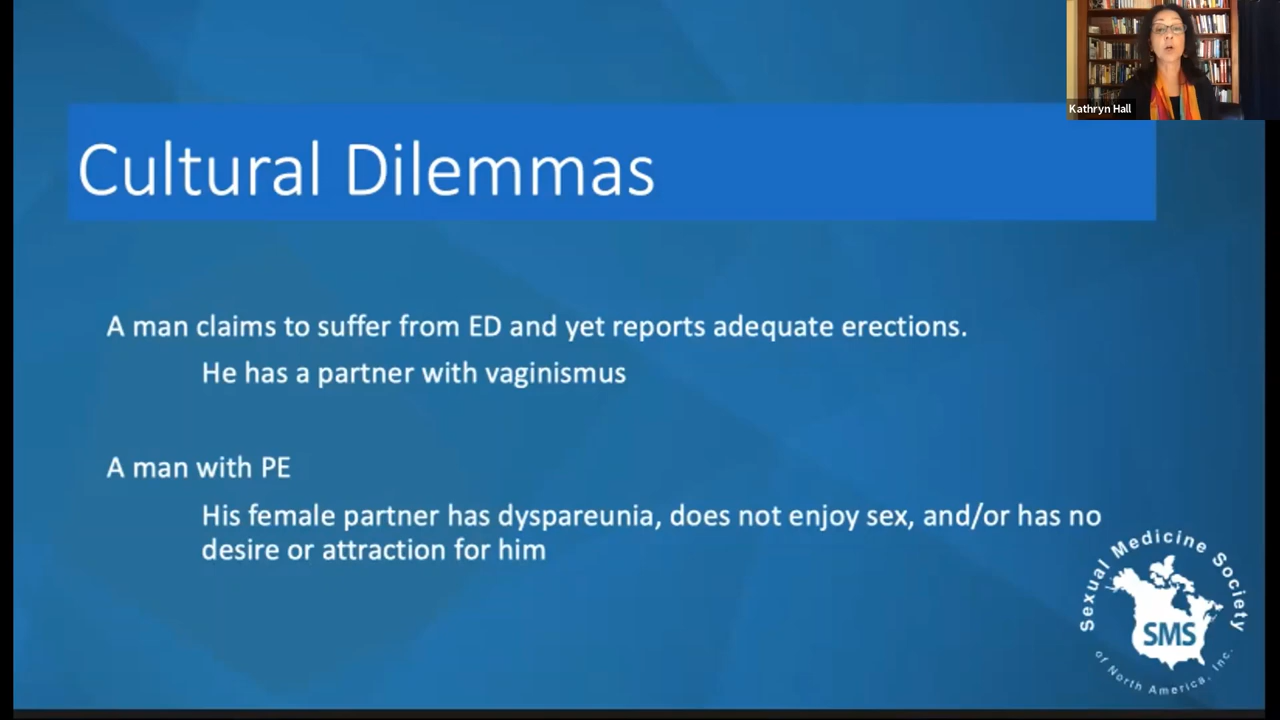 Kathryn Hall
Cultural Dilemmas
A man claims to suffer from ED and yet reports adequate erections.
He has a partner with vaginismus
A man with PE
His female partner has dyspareunia, does not enjoy sex, and/or has no
desire or attraction for him
Sexual Medicine Society
SMS
of North America, Inc.